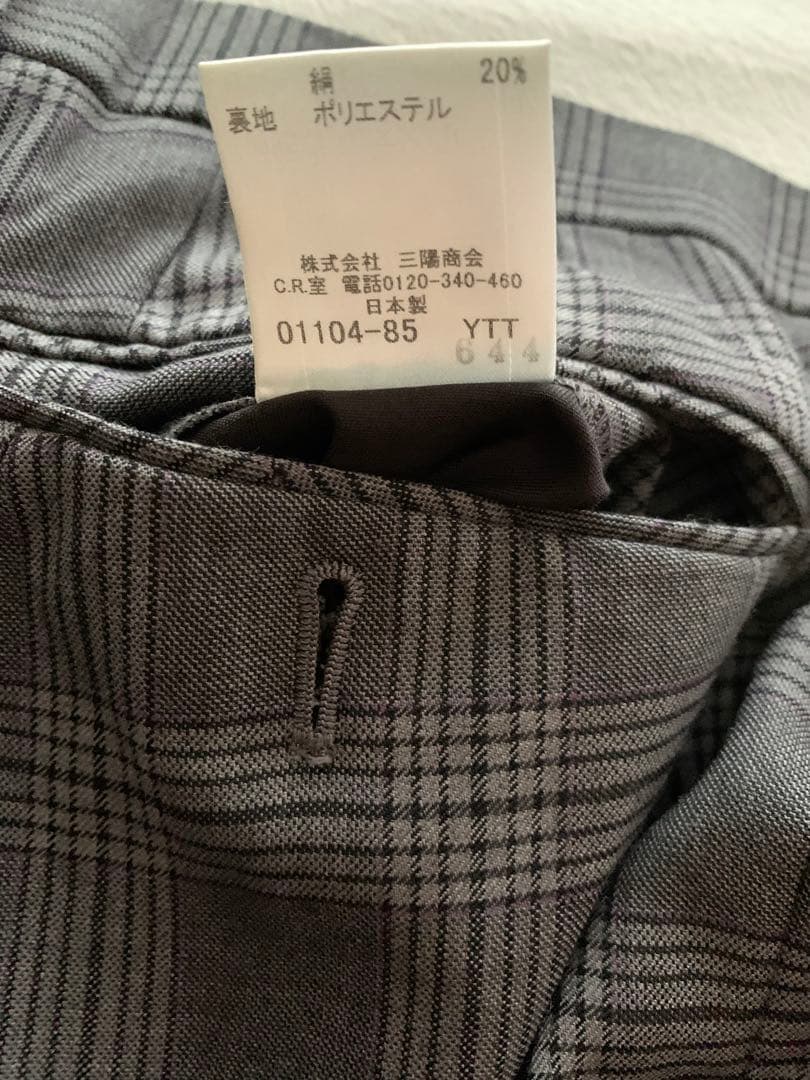 絹 20%
裏地 ポリエステル
株式会社 三陽商会
C.R.室 電話0120-340-460
日本製
01104-85 YTT
644